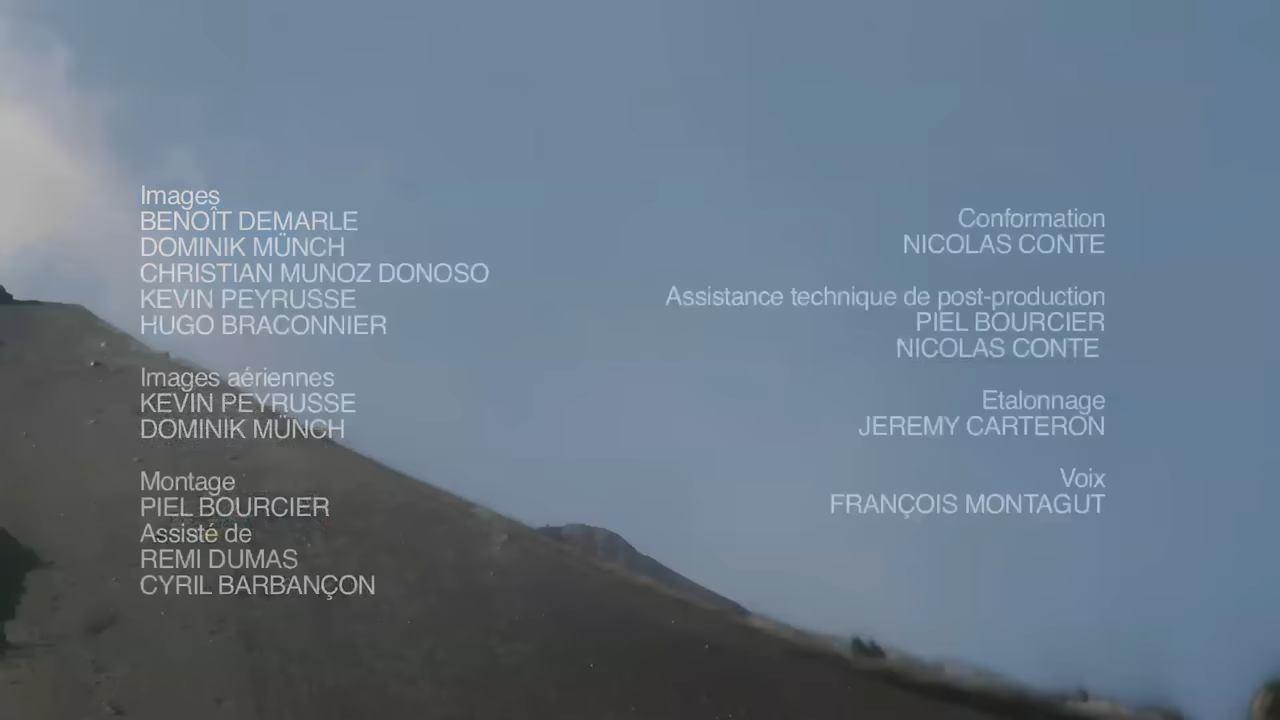 Images
BENOÎT DEMARLE
DOMINIK MÜNCH
CHRISTIAN MUNOZ DONOSO
KEVIN PEYRUSSE
HUGO BRACONNIER
Images aériennes
KEVIN PEYRUSSE
DOMINIK MÜNCH
Montage
PIEL BOURCIER
Assisté de
REMI DUMAS
CYRIL BARBANÇON
Conformation
NICOLAS CONTE
Assistance technique de post-production
PIEL BOURCIER
NICOLAS CONTE
Etalonnage
JEREMY CARTERON
Voix
FRANÇOIS MONTAGUT